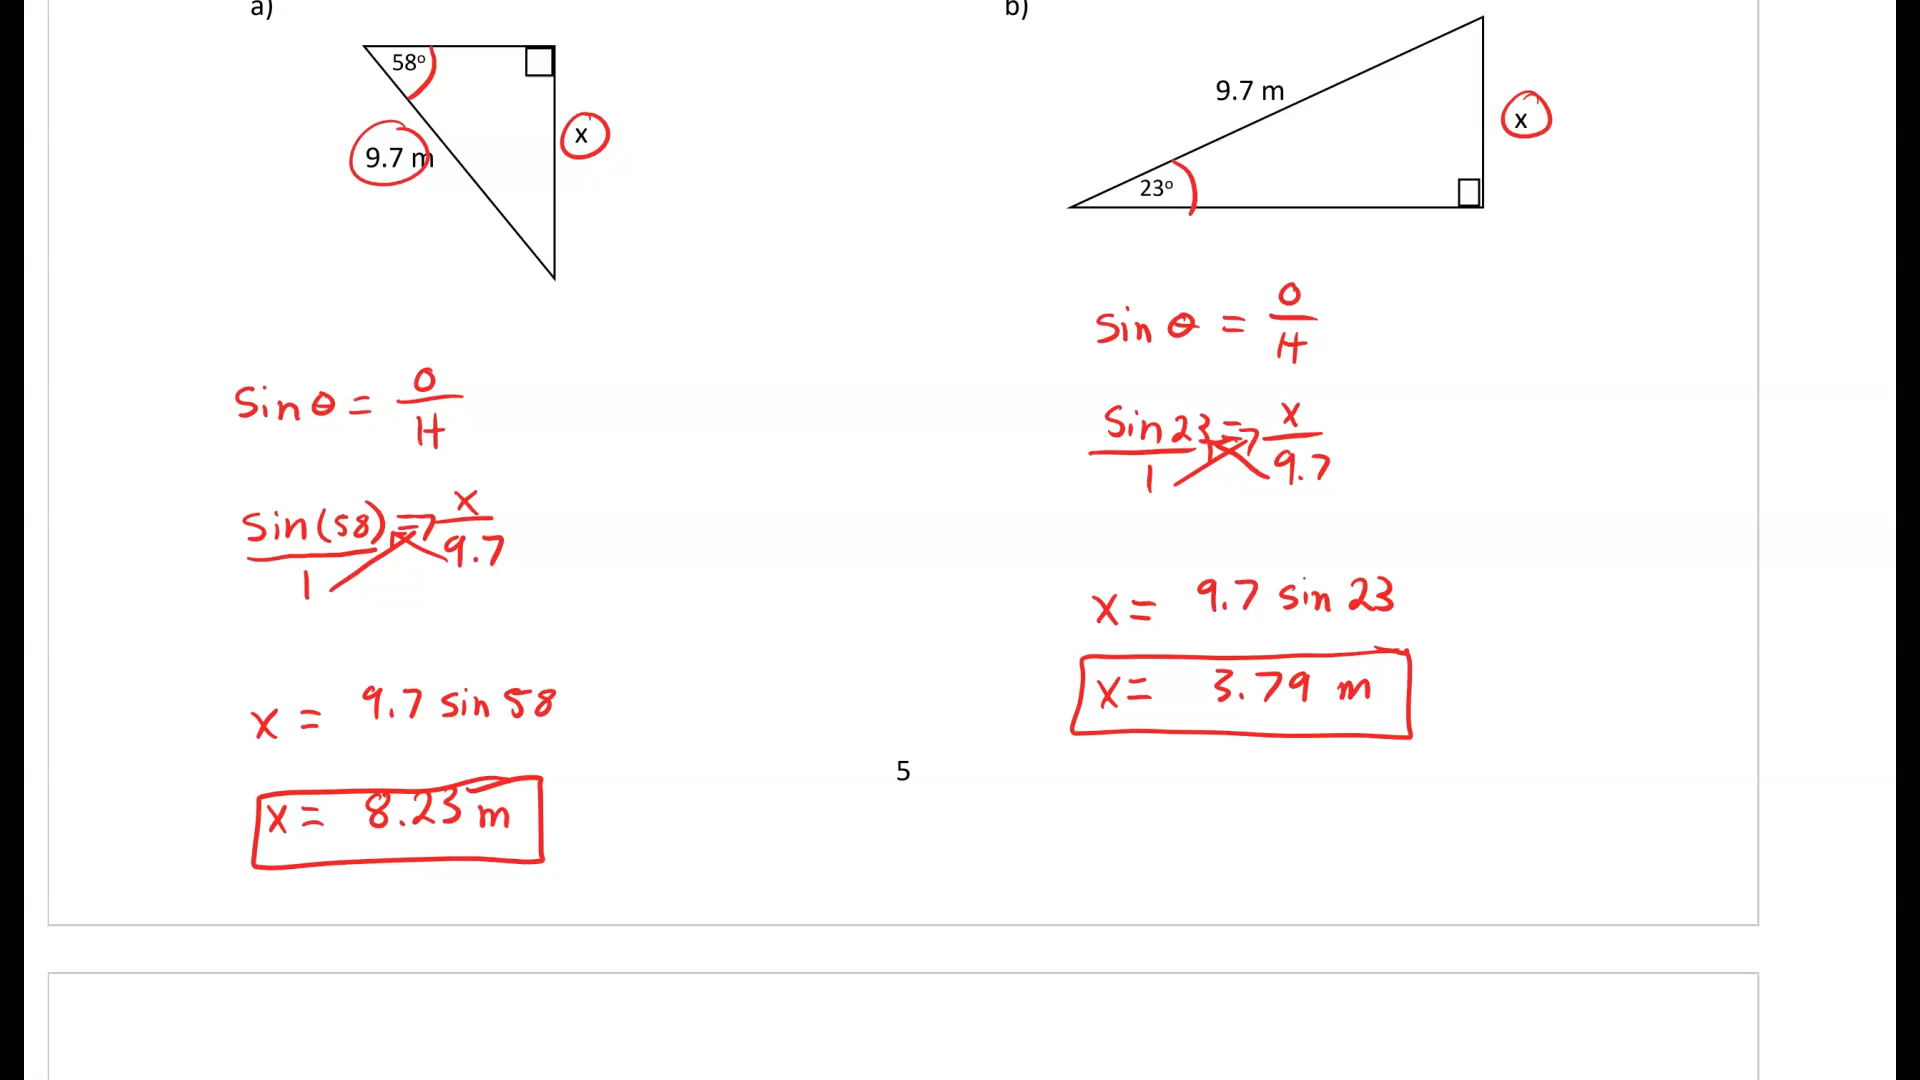 a)
58°
9.7 m
x
sin θ = O/H
sin(58)/1 = x/9.7
x = 9.7 sin 58
x = 8.23 m
b)
9.7 m
x
23°
sin θ = O/H
sin 23/1 = x/9.7
x = 9.7 sin 23
x = 3.79 m
5